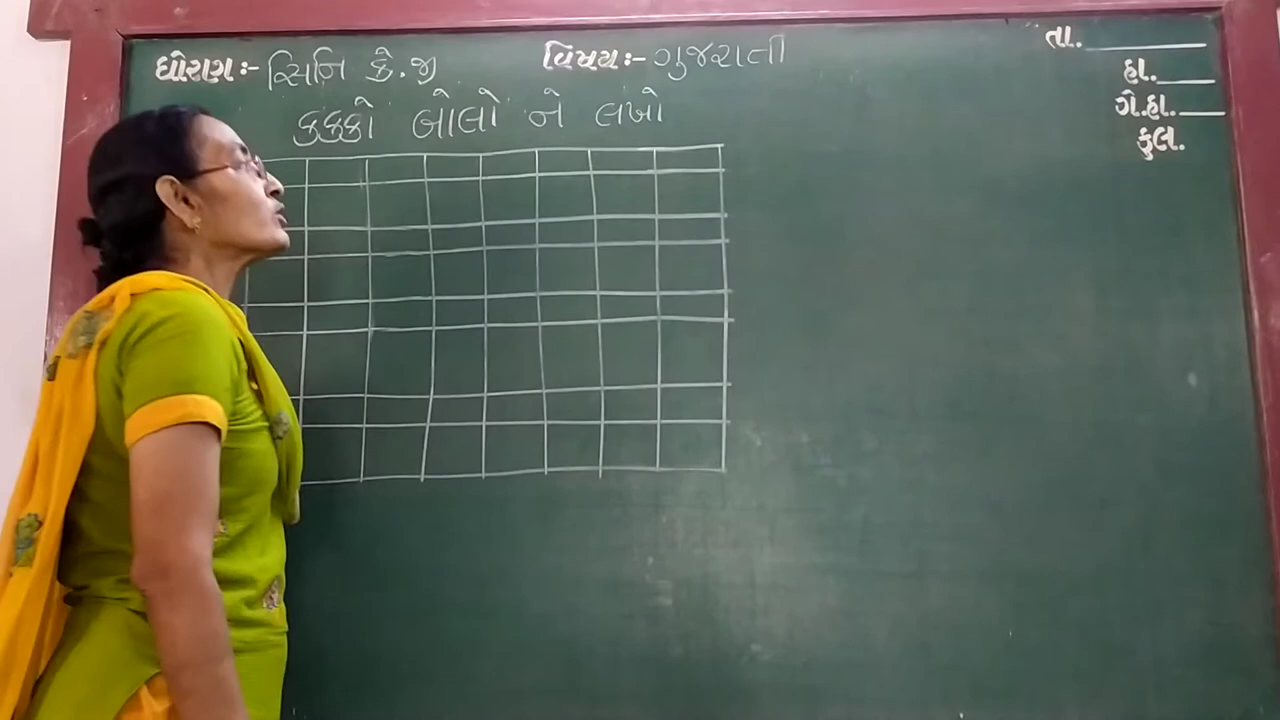 ધોરણ:- સિનિ કે.જી વિષય:- ગુજરાતી તા.
હા.
કક્કો બોલો ને લખો ગે.હા.
કુલ.